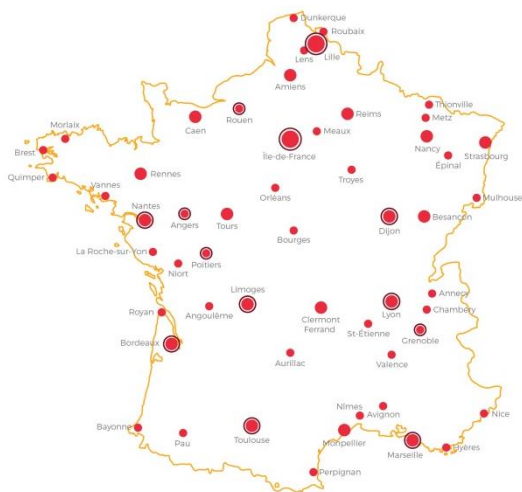 Dunkerque
Roubaix
Lens
Lille
Amiens
Rouen
Caen
Reims
Thionville
Metz
Meaux
Île-de-France
Nancy
Strasbourg
Épinal
Morlaix
Brest
Quimper
Rennes
Vannes
Troyes
Orléans
Mulhouse
Nantes
Angers
Tours
Dijon
Besançon
Bourges
La Roche-sur-Yon
Niort
Poitiers
Limoges
Lyon
Annecy
Chambéry
Royan
Angoulême
Clermont
Ferrand
St-Étienne
Grenoble
Bordeaux
Aurillac
Valence
Nîmes
Avignon
Nice
Bayonne
Pau
Toulouse
Monpellier
Marseille
Hyères
Perpignan